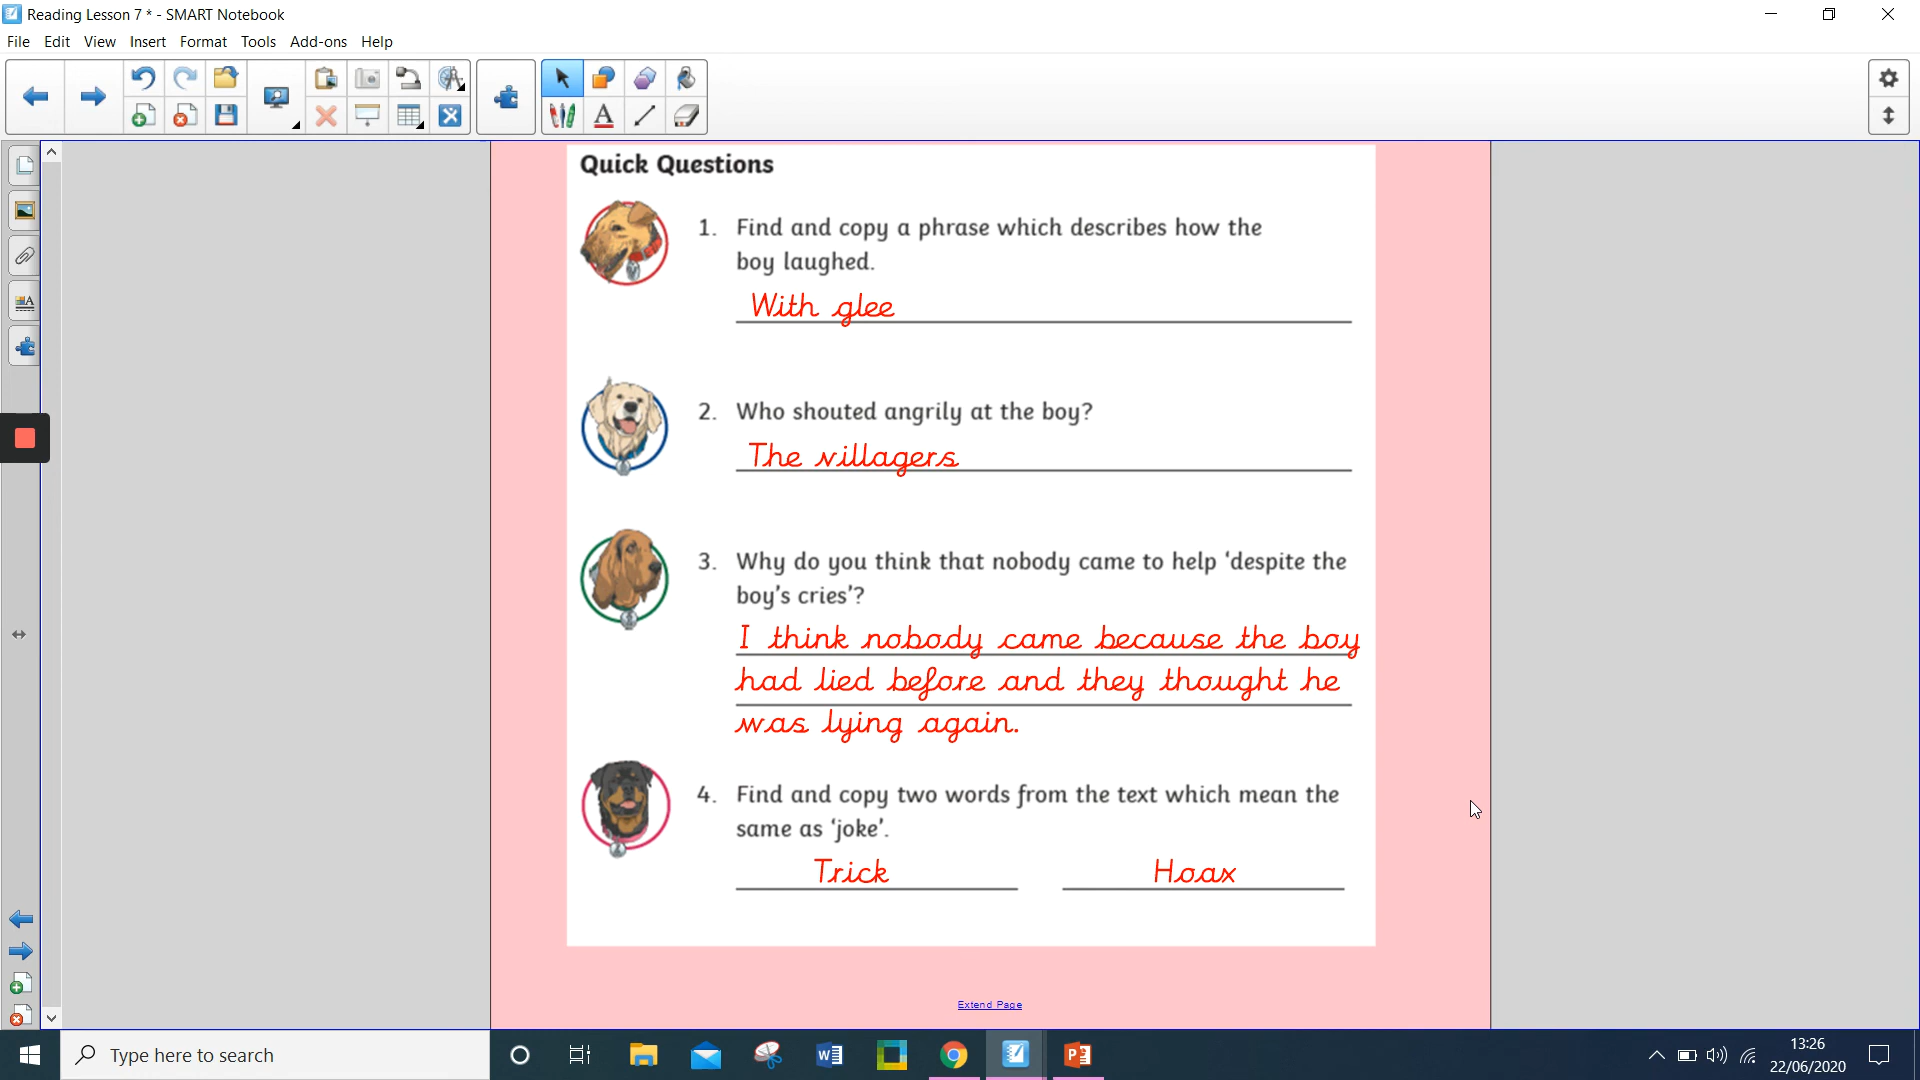 Reading Lesson 7 * - SMART Notebook
File Edit View Insert Format Tools Add-ons Help
Quick Questions
1. Find and copy a phrase which describes how the
boy laughed.
With glee
2. Who shouted angrily at the boy?
The villagers
3. Why do you think that nobody came to help ‘despite the
boy’s cries’?
I think nobody came because the boy
had lied before and they thought he
was lying again.
4. Find and copy two words from the text which mean the
same as ‘joke’.
Trick Hoax
Extend Page
Type here to search
13:26
22/06/2020